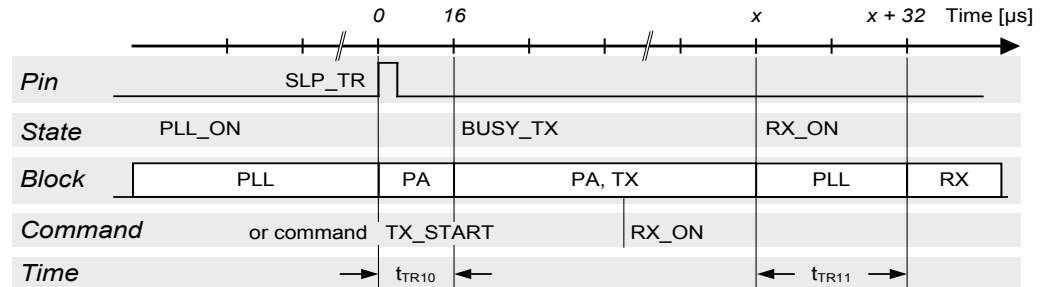 0 16 x x + 32 Time [µs]
Pin SLP_TR
State PLL_ON BUSY_TX RX_ON
Block PLL PA PA, TX PLL RX
Command or command TX_START RX_ON
Time tTR10 tTR11